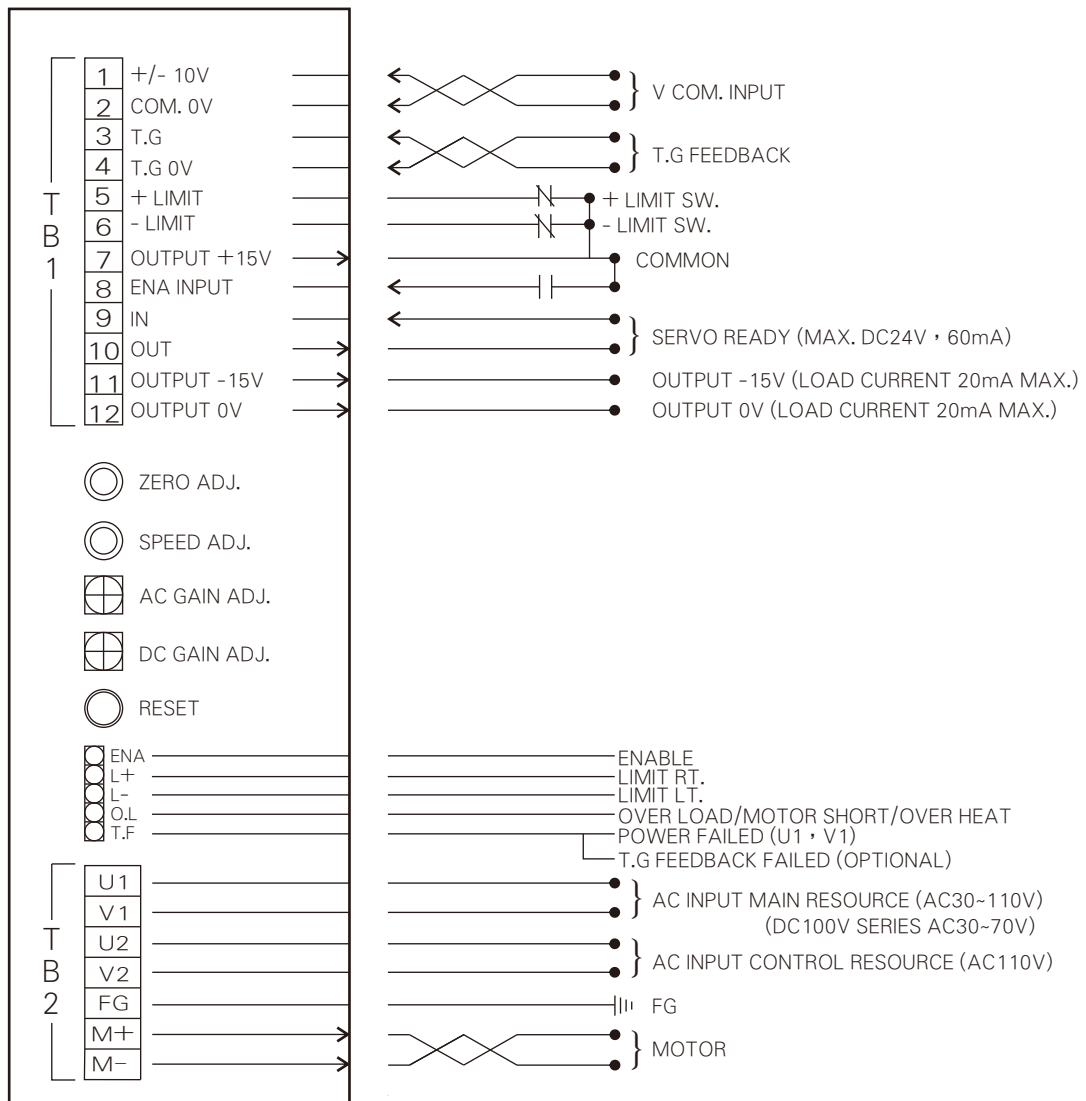 1 +/- 10V V COM. INPUT
2 COM. 0V
3 T.G T.G FEEDBACK
4 T.G 0V
5 + LIMIT + LIMIT SW.
6 - LIMIT - LIMIT SW.
7 OUTPUT +15V COMMON
8 ENA INPUT
9 IN SERVO READY (MAX. DC24V，60mA)
10 OUT
11 OUTPUT -15V OUTPUT -15V (LOAD CURRENT 20mA MAX.)
12 OUTPUT 0V OUTPUT 0V (LOAD CURRENT 20mA MAX.)
TB1
ZERO ADJ.
SPEED ADJ.
AC GAIN ADJ.
DC GAIN ADJ.
RESET
ENA ENABLE
L+ LIMIT RT.
L- LIMIT LT.
O.L OVER LOAD/MOTOR SHORT/OVER HEAT
T.F POWER FAILED (U1，V1)
T.G FEEDBACK FAILED (OPTIONAL)
U1 AC INPUT MAIN RESOURCE (AC30~110V)
V1 (DC100V SERIES AC30~70V)
U2 AC INPUT CONTROL RESOURCE (AC110V)
V2
FG FG
M+ MOTOR
M-
TB2